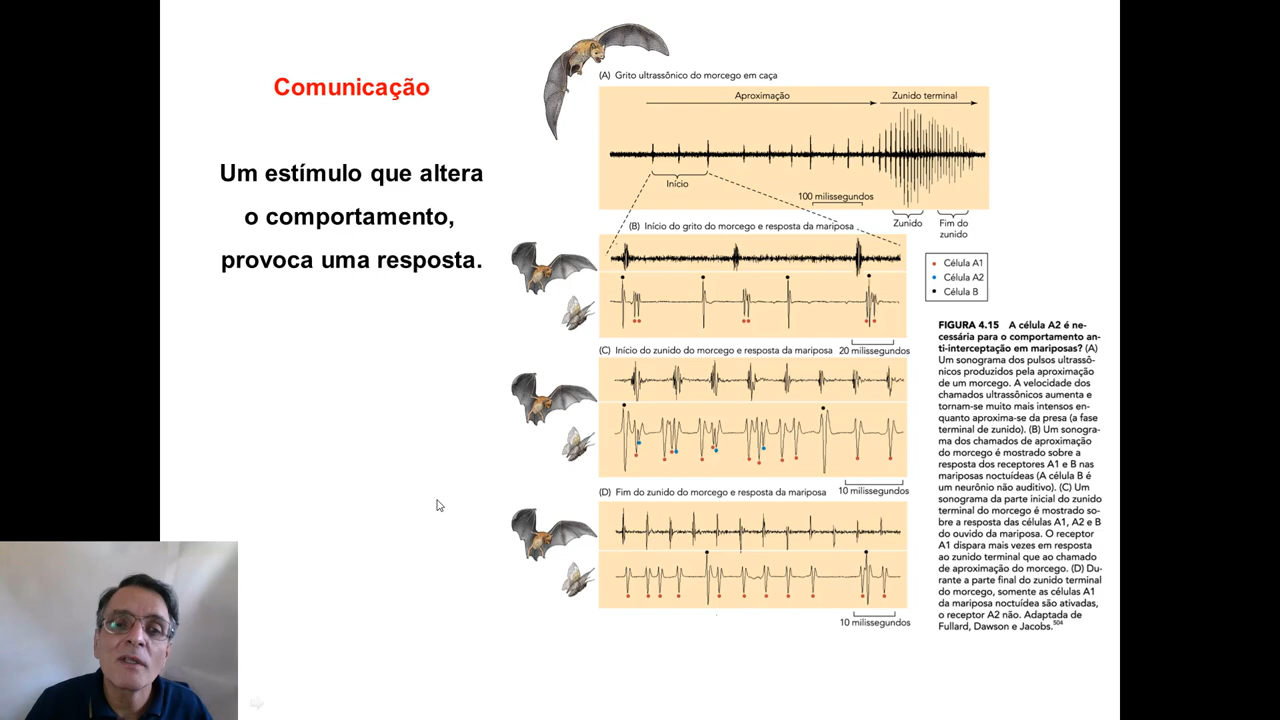 Comunicação
Um estímulo que altera
o comportamento,
provoca uma resposta.
(A) Grito ultrassônico do morcego em caça
Aproximação
Zunido terminal
Início
100 milissegundos
Zunido
Fim do
zunido
(B) Início do grito do morcego e resposta da mariposa
20 milissegundos
Célula A1
Célula A2
Célula B
(C) Início do zunido do morcego e resposta da mariposa
10 milissegundos
(D) Fim do zunido do morcego e resposta da mariposa
10 milissegundos
FIGURA 4.15 A célula A2 é ne-
cessária para o comportamento an-
ti-interceptação em mariposas? (A)
Um sonograma dos pulsos ultrassô-
nicos produzidos pela aproximação
de um morcego. A velocidade dos
chamados ultrassônicos aumenta e
tornam-se muito mais intensos en-
quanto aproxima-se da presa (a fase
terminal de zunido). (B) Um sonogra-
ma dos chamados de aproximação
do morcego é mostrado sobre a
resposta dos receptores A1 e B nas
mariposas noctuídeas (A célula B é
um neurônio não auditivo). (C) Um
sonograma da parte inicial do zunido
terminal do morcego é mostrado so-
bre a resposta das células A1, A2 e B
do ouvido da mariposa. O receptor
A1 dispara mais vezes em resposta
ao zunido terminal que ao chamado
de aproximação do morcego. (D) Du-
rante a parte final do zunido terminal
do morcego, somente as células A1
da mariposa noctuídea são ativadas,
o receptor A2 não. Adaptada de
Fullard, Dawson e Jacobs.504